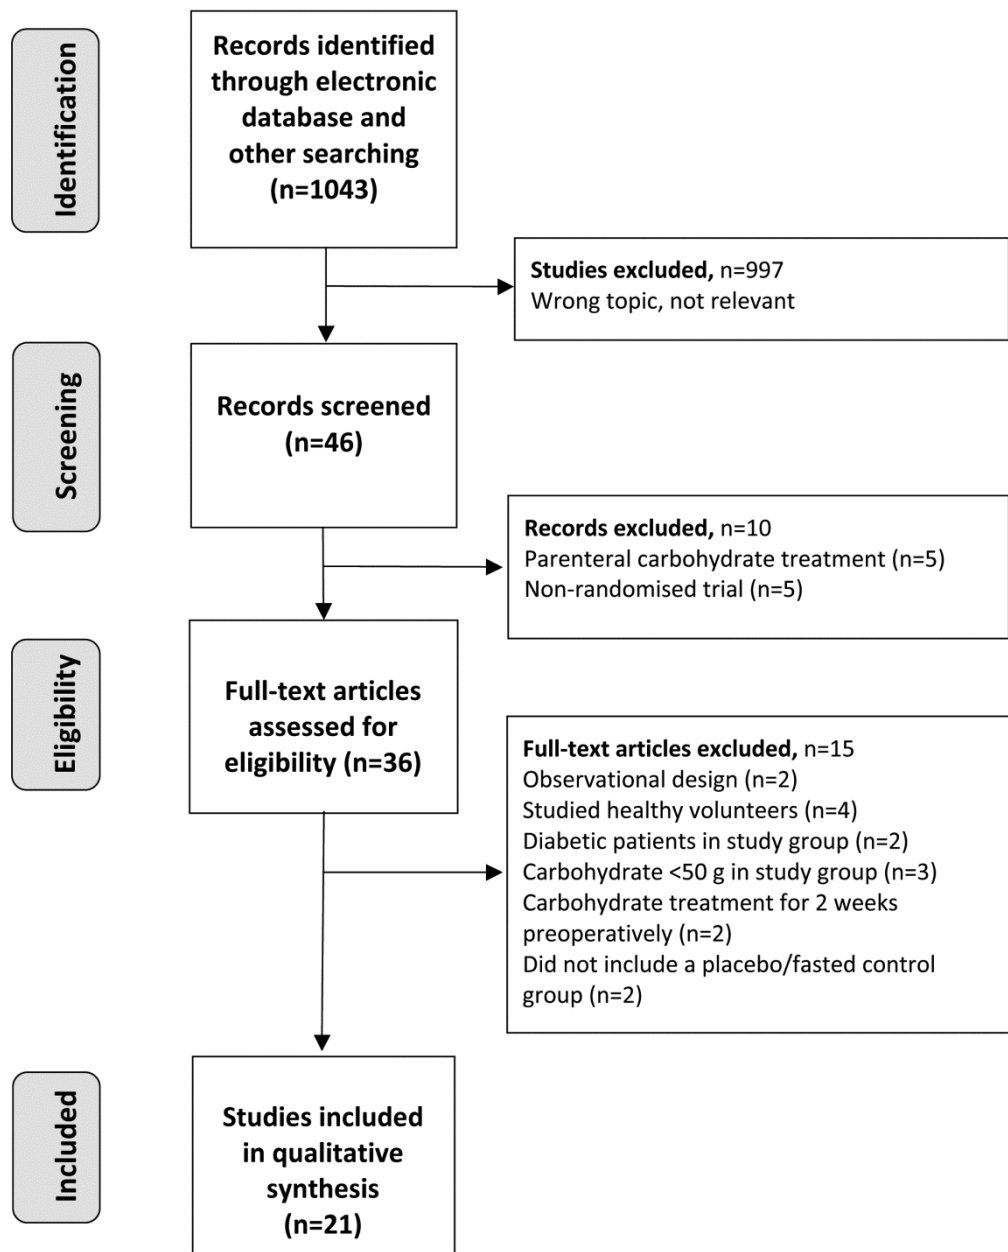 Identification
Records identified
through electronic
database and
other searching
(n=1043)
Studies excluded, n=997
Wrong topic, not relevant
Screening
Records screened
(n=46)
Records excluded, n=10
Parenteral carbohydrate treatment (n=5)
Non-randomised trial (n=5)
Eligibility
Full-text articles
assessed for
eligibility (n=36)
Full-text articles excluded, n=15
Observational design (n=2)
Studied healthy volunteers (n=4)
Diabetic patients in study group (n=2)
Carbohydrate <50 g in study group (n=3)
Carbohydrate treatment for 2 weeks
preoperatively (n=2)
Did not include a placebo/fasted control
group (n=2)
Included
Studies included
in qualitative
synthesis
(n=21)